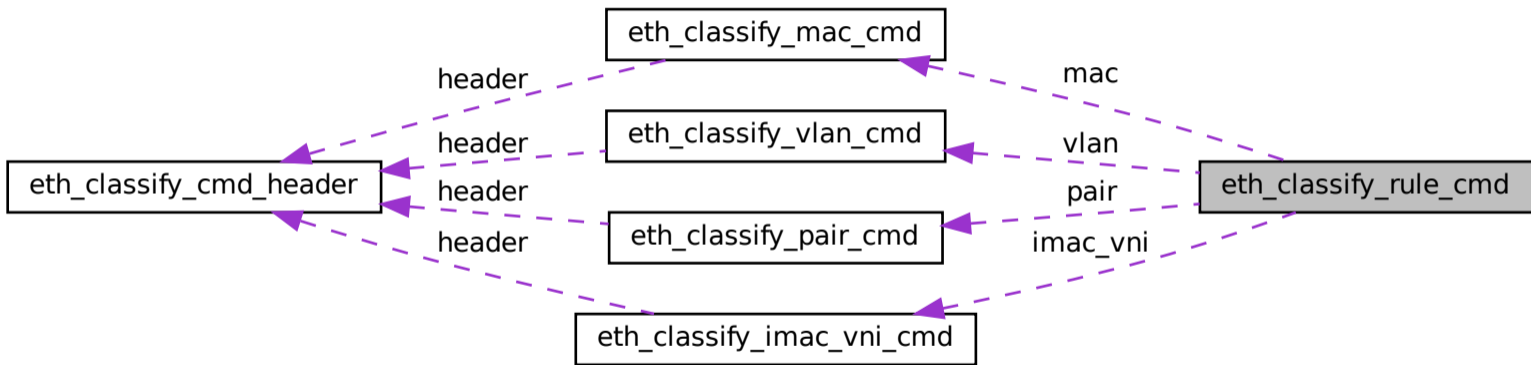 eth_classify_mac_cmd
header
mac
eth_classify_vlan_cmd
header
vlan
eth_classify_cmd_header
eth_classify_rule_cmd
header
pair
eth_classify_pair_cmd
header
imac_vni
eth_classify_imac_vni_cmd